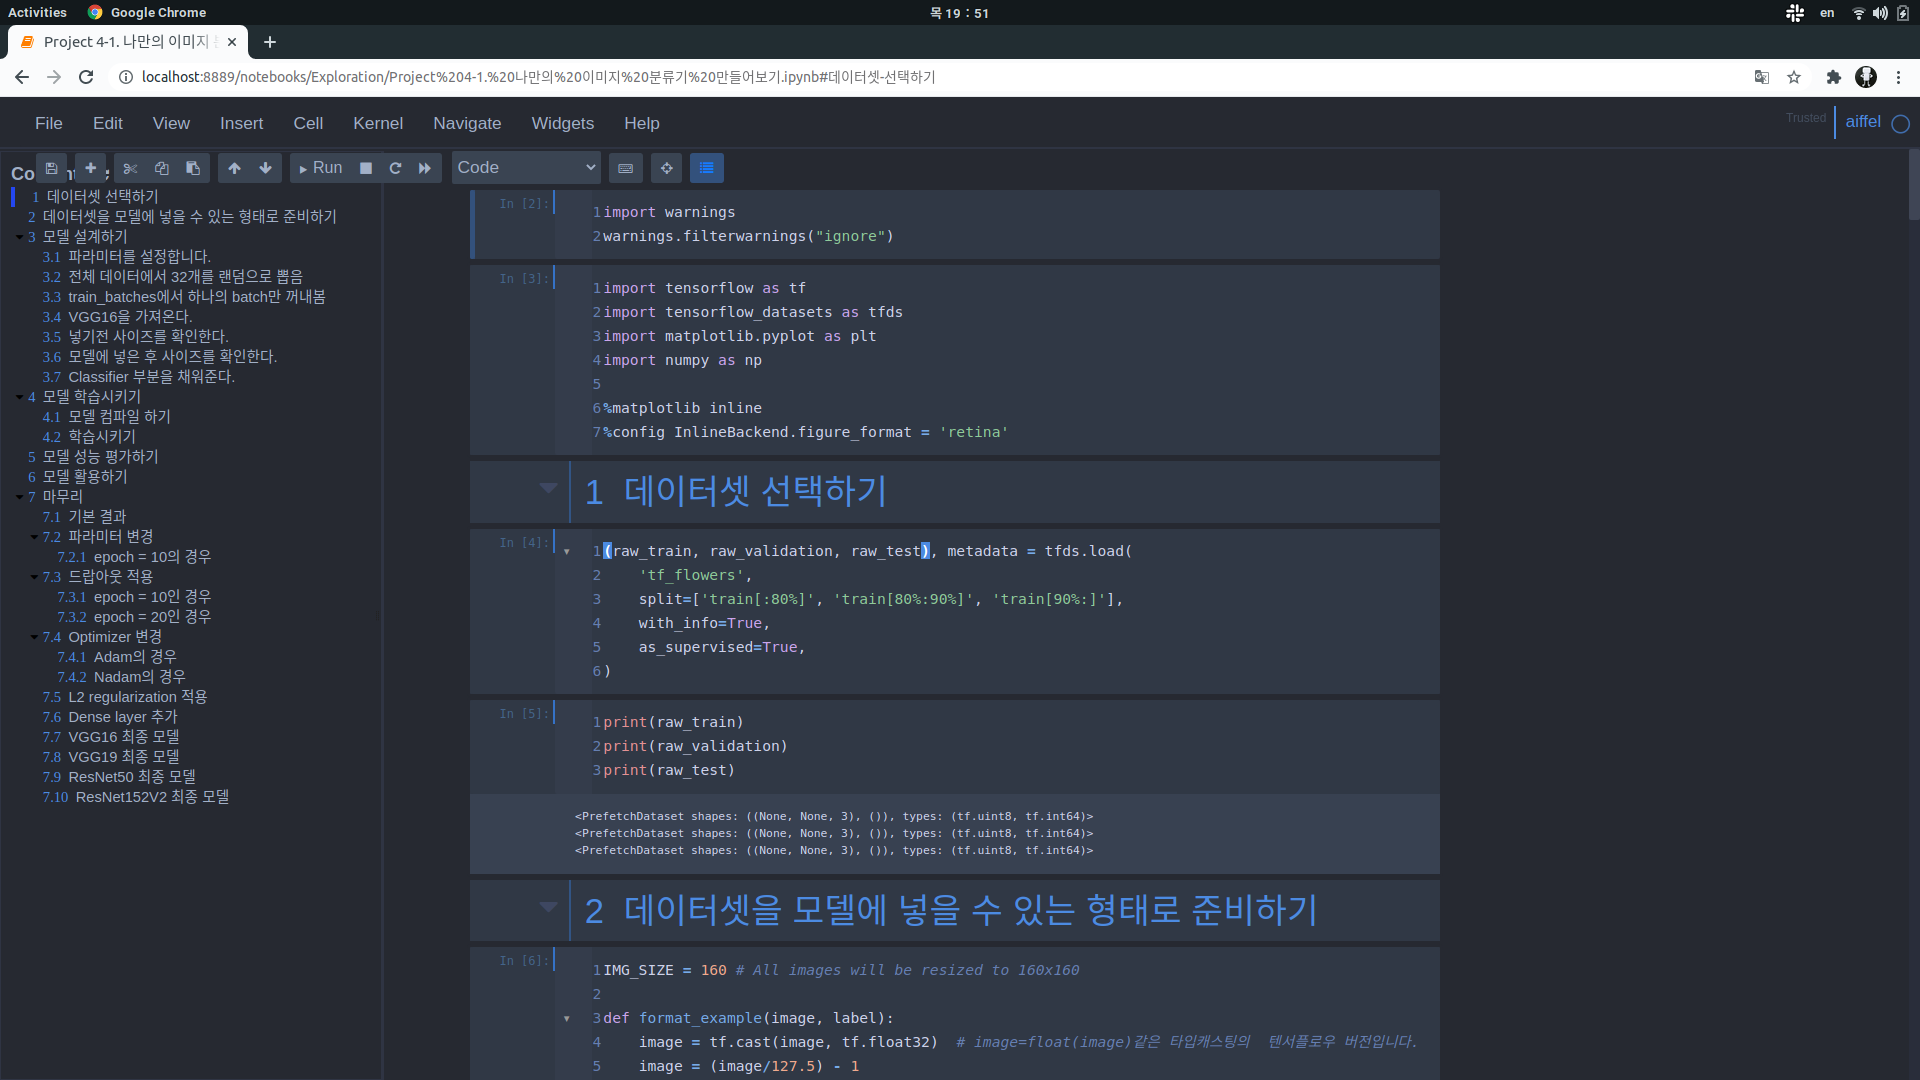 Activities
Google Chrome
목 19 : 51
en
Project 4-1. 나만의 이미지
localhost:8889/notebooks/Exploration/Project%204-1.%20나만의%20이미지%20분류기%20만들어보기.ipynb#데이터셋-선택하기
File Edit View Insert Cell Kernel Navigate Widgets Help
Trusted
aiffel
Run
Code
1 데이터셋 선택하기
2 데이터셋을 모델에 넣을 수 있는 형태로 준비하기
3 모델 설계하기
3.1 파라미터를 설정합니다.
3.2 전체 데이터에서 32개를 랜덤으로 뽑음
3.3 train_batches에서 하나의 batch만 꺼내봄
3.4 VGG16을 가져온다.
3.5 넣기전 사이즈를 확인한다.
3.6 모델에 넣은 후 사이즈를 확인한다.
3.7 Classifier 부분을 채워준다.
4 모델 학습시키기
4.1 모델 컴파일 하기
4.2 학습시키기
5 모델 성능 평가하기
6 모델 활용하기
7 마무리
7.1 기본 결과
7.2 파라미터 변경
7.2.1 epoch = 10의 경우
7.3 드랍아웃 적용
7.3.1 epoch = 10인 경우
7.3.2 epoch = 20인 경우
7.4 Optimizer 변경
7.4.1 Adam의 경우
7.4.2 Nadam의 경우
7.5 L2 regularization 적용
7.6 Dense layer 추가
7.7 VGG16 최종 모델
7.8 VGG19 최종 모델
7.9 ResNet50 최종 모델
7.10 ResNet152V2 최종 모델
In [2]:
1 import warnings
2 warnings.filterwarnings("ignore")
In [3]:
1 import tensorflow as tf
2 import tensorflow_datasets as tfds
3 import matplotlib.pyplot as plt
4 import numpy as np
5
6 %matplotlib inline
7 %config InlineBackend.figure_format = 'retina'
1 데이터셋 선택하기
In [4]:
1 (raw_train, raw_validation, raw_test), metadata = tfds.load(
2     'tf_flowers',
3     split=['train[:80%]', 'train[80%:90%]', 'train[90%:]'],
4     with_info=True,
5     as_supervised=True,
6 )
In [5]:
1 print(raw_train)
2 print(raw_validation)
3 print(raw_test)
<PrefetchDataset shapes: ((None, None, 3), ()), types: (tf.uint8, tf.int64)>
<PrefetchDataset shapes: ((None, None, 3), ()), types: (tf.uint8, tf.int64)>
<PrefetchDataset shapes: ((None, None, 3), ()), types: (tf.uint8, tf.int64)>
2 데이터셋을 모델에 넣을 수 있는 형태로 준비하기
In [6]:
1 IMG_SIZE = 160 # All images will be resized to 160x160
2
3 def format_example(image, label):
4     image = tf.cast(image, tf.float32)  # image=float(image)같은 타입캐스팅의  텐서플로우 버전입니다.
5     image = (image/127.5) - 1